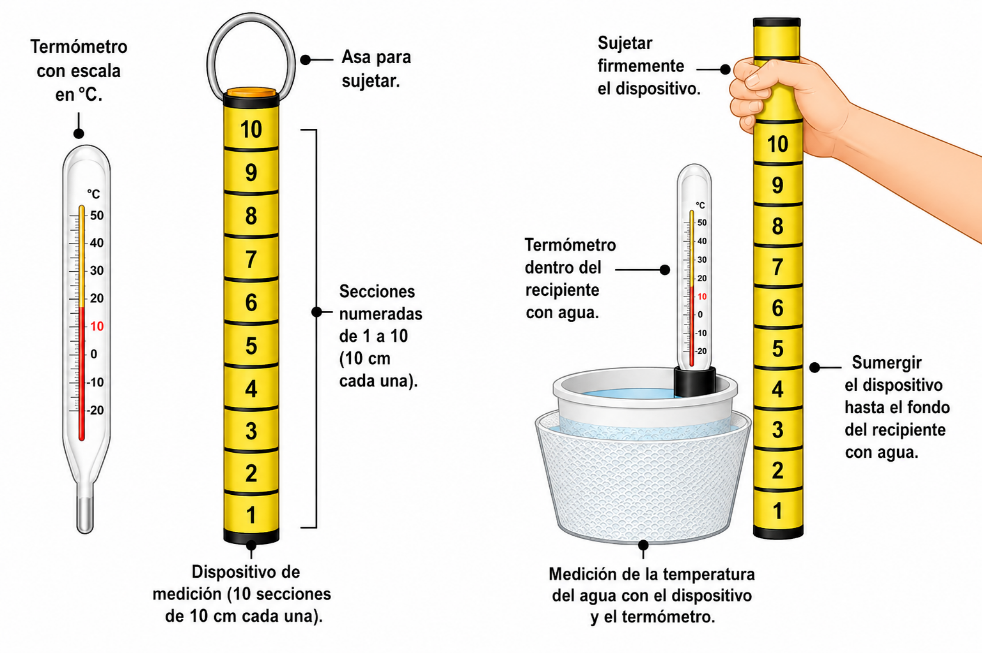 Termómetro
con escala
en °C.
°C
50
40
30
20
10
0
-10
-20
Asa para
sujetar.
10
9
8
7
6
5
4
3
2
1
Secciones
numeradas
de 1 a 10
(10 cm
cada una).
Dispositivo de
medición (10 secciones
de 10 cm cada una).
Sujetar
firmemente
el dispositivo.
Termómetro
dentro del
recipiente
con agua.
°C
50
40
30
20
10
0
-10
-20
10
9
8
7
6
5
4
3
2
1
Sumergir
el dispositivo
hasta el fondo
del recipiente
con agua.
Medición de la temperatura
del agua con el dispositivo
y el termómetro.